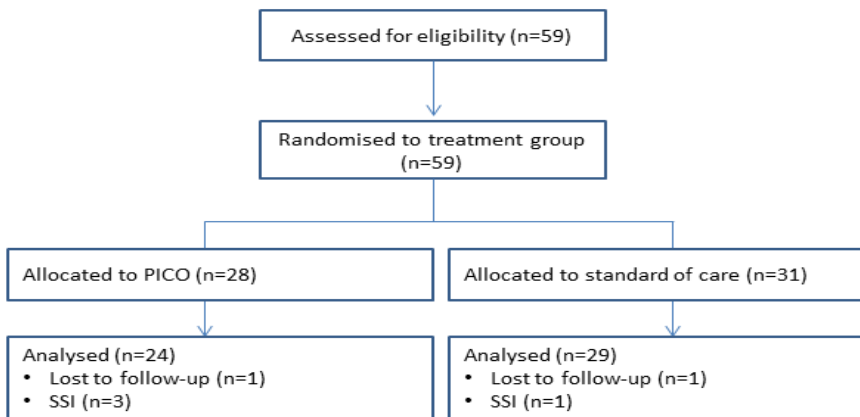 Assessed for eligibility (n=59)
Randomised to treatment group
(n=59)
Allocated to PICO (n=28)
Allocated to standard of care (n=31)
Analysed (n=24)
• Lost to follow-up (n=1)
• SSI (n=3)
Analysed (n=29)
• Lost to follow-up (n=1)
• SSI (n=1)